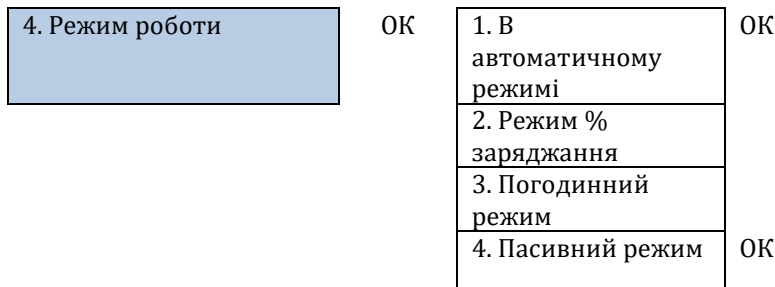 4. Режим роботи ОК 1. В ОК
автоматичному
режимі
2. Режим %
заряджання
3. Погодинний
режим
4. Пасивний режим ОК